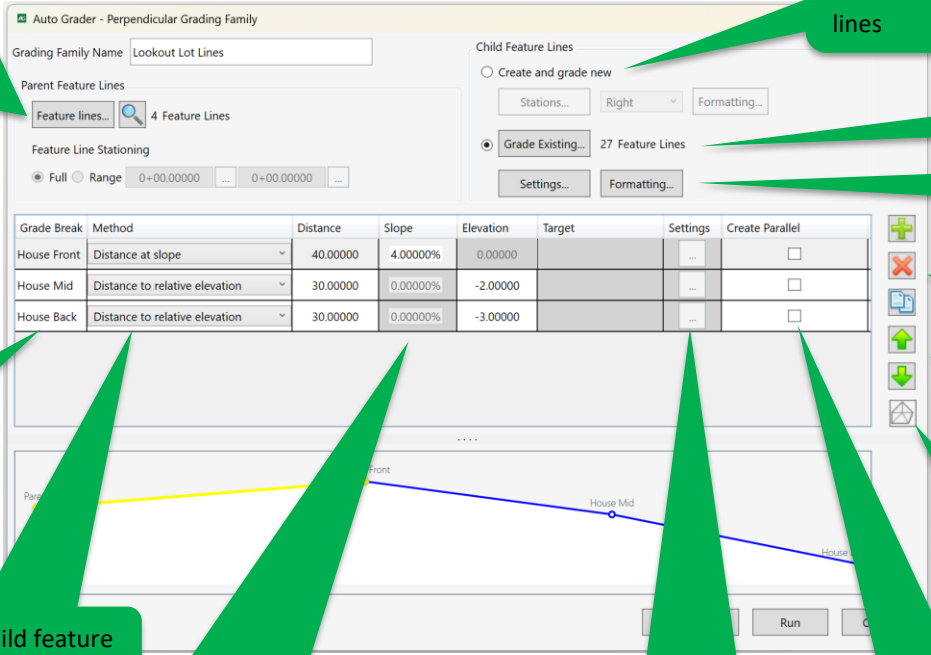 Auto Grader - Perpendicular Grading Family
lines
Grading Family Name Lookout Lot Lines
Child Feature Lines
Create and grade new
Stations... Right Formatting...
Parent Feature Lines
Feature lines... 4 Feature Lines
Grade Existing... 27 Feature Lines
Feature Line Stationing
Full Range 0+00.00000 ... 0+00.00000 ...
Settings... Formatting...
Grade Break Method Distance Slope Elevation Target Settings Create Parallel
House Front Distance at slope 40.00000 4.00000% 0.00000 ...
House Mid Distance to relative elevation 30.00000 0.00000% -2.00000 ...
House Back Distance to relative elevation 30.00000 0.00000% -3.00000 ...
....
Front
House Mid
House
Run
ild feature